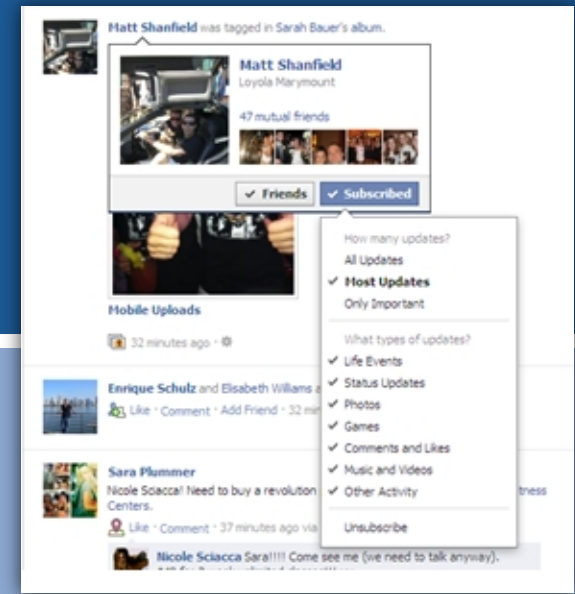 Matt Shanfield was tagged in Sarah Bauer's album.
Matt Shanfield
Loyola Marymount
47 mutual friends
✓ Friends ✓ Subscribed
How many updates?
All Updates
✓ Most Updates
Only Important
What types of updates?
✓ Life Events
✓ Status Updates
✓ Photos
✓ Games
✓ Comments and Likes
✓ Music and Videos
✓ Other Activity
Unsubscribe
Mobile Uploads
32 minutes ago ·
Enrique Schulz and Elisabeth Williams
Like · Comment · Add Friend · 32
Sara Plummer
Nicole Sciacca! Need to buy a revolution tness
Centers.
Like · Comment · 37 minutes ago via
Nicole Sciacca Sara!!!! Come see me (we need to talk anyway).